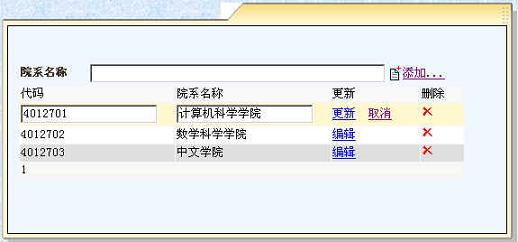 院系名称 添加...
代码 院系名称 更新 删除
4012701 计算机科学学院 更新 取消
4012702 数学科学学院 编辑
4012703 中文学院 编辑
1